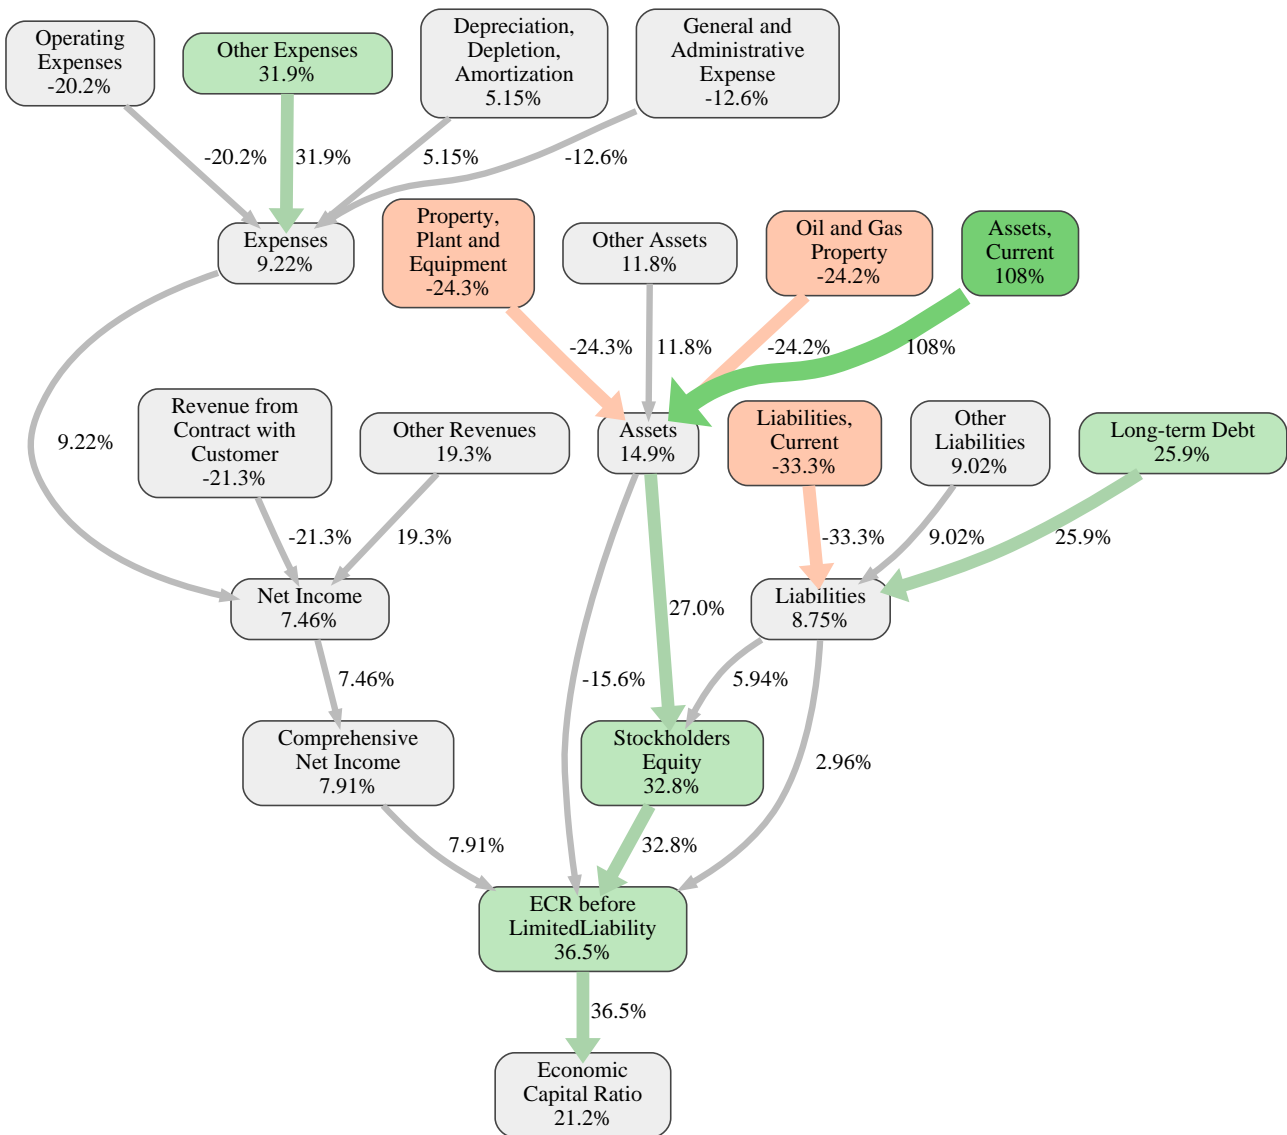 Operating
Expenses
-20.2%
Other Expenses
31.9%
Depreciation,
Depletion,
Amortization
5.15%
General and
Administrative
Expense
-12.6%
-20.2%
31.9%
5.15%
-12.6%
Expenses
9.22%
Property,
Plant and
Equipment
-24.3%
Other Assets
11.8%
Oil and Gas
Property
-24.2%
Assets,
Current
108%
-24.3%
11.8%
-24.2%
108%
9.22%
Revenue from
Contract with
Customer
-21.3%
Other Revenues
19.3%
Assets
14.9%
Liabilities,
Current
-33.3%
Other
Liabilities
9.02%
Long-term Debt
25.9%
-21.3%
19.3%
-33.3%
9.02%
25.9%
Net Income
7.46%
27.0%
Liabilities
8.75%
7.46%
-15.6%
5.94%
Comprehensive
Net Income
7.91%
Stockholders
Equity
32.8%
2.96%
7.91%
32.8%
ECR before
LimitedLiability
36.5%
36.5%
Economic
Capital Ratio
21.2%